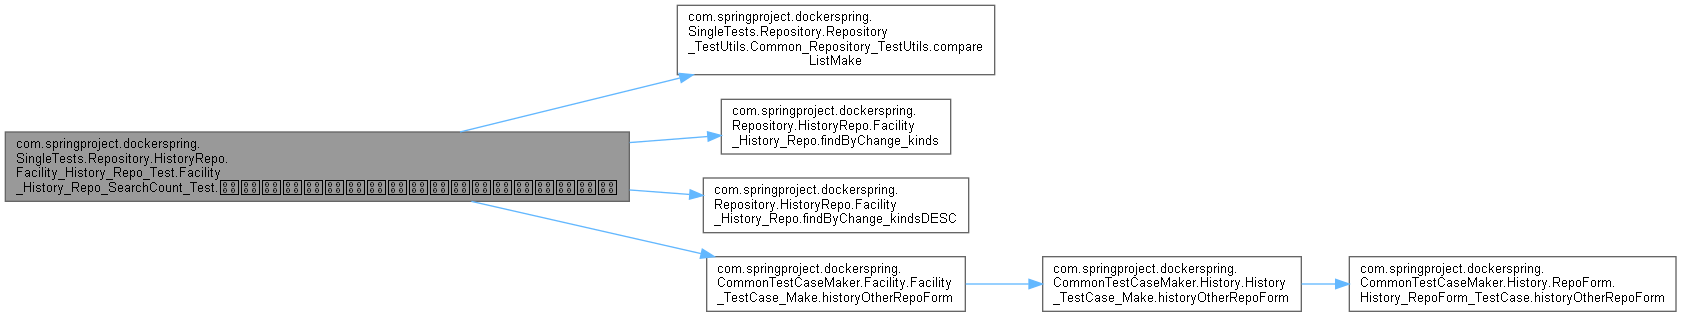 com.springproject.dockerspring.
SingleTests.Repository.Repository
_TestUtils.Common_Repository_TestUtils.compare
ListMake
com.springproject.dockerspring.
Repository.HistoryRepo.Facility
_History_Repo.findByChange_kinds
com.springproject.dockerspring.
SingleTests.Repository.HistoryRepo.
Facility_History_Repo_Test.Facility
_History_Repo_SearchCount_Test.
com.springproject.dockerspring.
Repository.HistoryRepo.Facility
_History_Repo.findByChange_kindsDESC
com.springproject.dockerspring.
CommonTestCaseMaker.Facility.Facility
_TestCase_Make.historyOtherRepoForm
com.springproject.dockerspring.
CommonTestCaseMaker.History.History
_TestCase_Make.historyOtherRepoForm
com.springproject.dockerspring.
CommonTestCaseMaker.History.RepoForm.
History_RepoForm_TestCase.historyOtherRepoForm